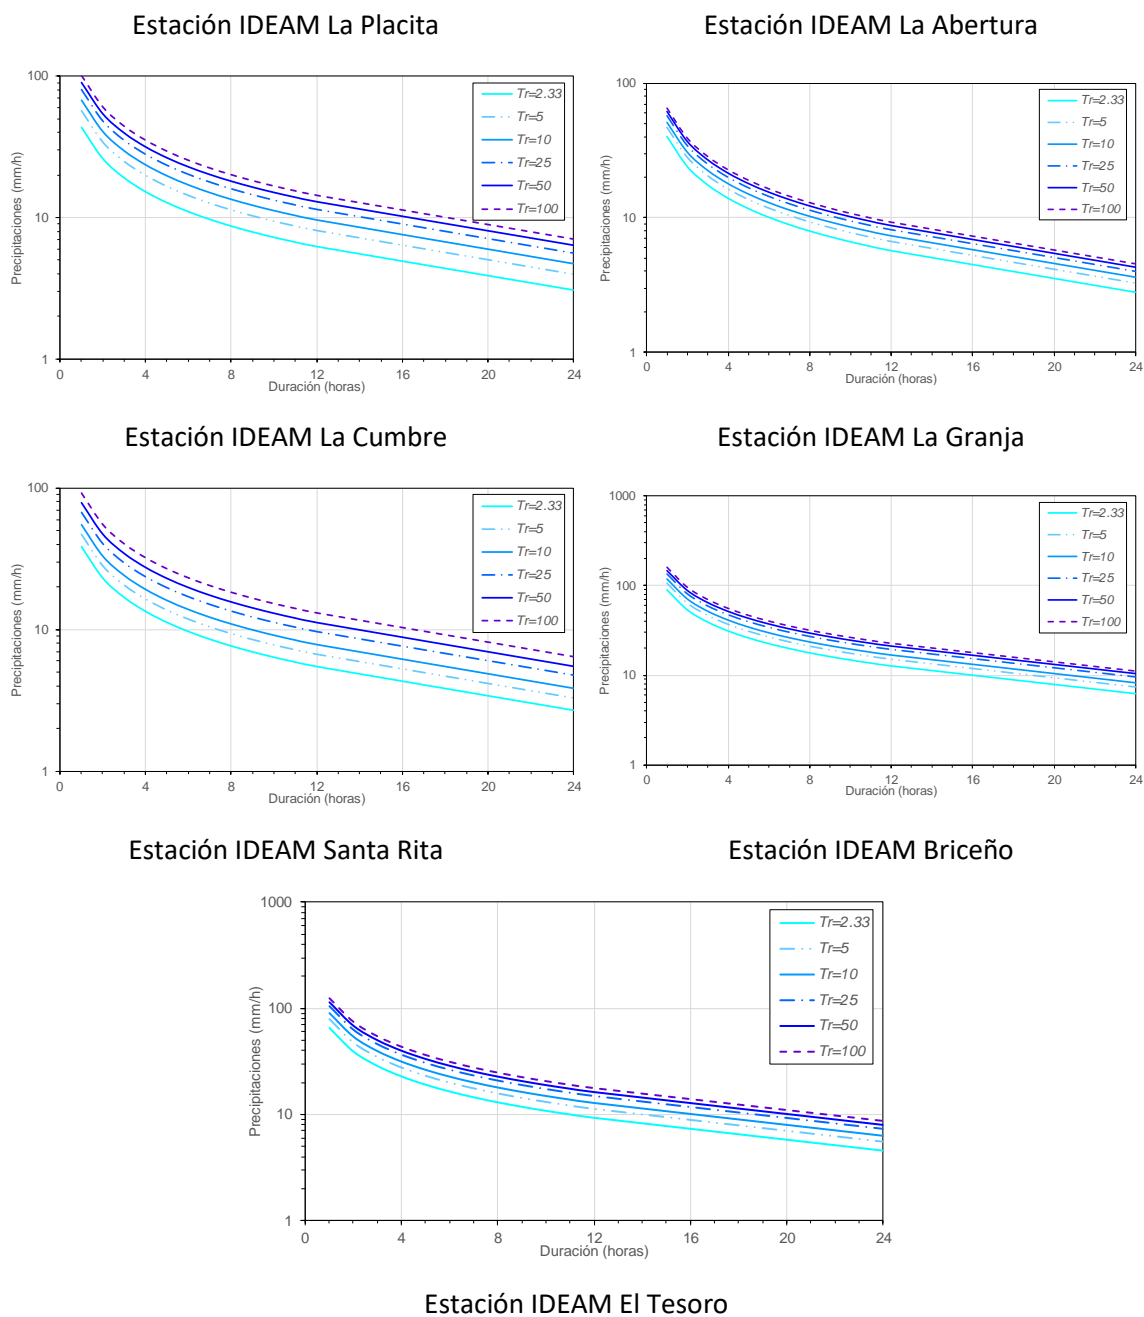 Estación IDEAM La Placita
Estación IDEAM La Abertura
Precipitaciones (mm/h)
100
10
1
0 4 8 12 16 20 24
Duración (horas)
Tr=2.33
Tr=5
Tr=10
Tr=25
Tr=50
Tr=100
Precipitaciones (mm/h)
100
10
1
0 4 8 12 16 20 24
Duración (horas)
Tr=2.33
Tr=5
Tr=10
Tr=25
Tr=50
Tr=100
Estación IDEAM La Cumbre
Estación IDEAM La Granja
Precipitaciones (mm/h)
100
10
1
0 4 8 12 16 20 24
Duración (horas)
Tr=2.33
Tr=5
Tr=10
Tr=25
Tr=50
Tr=100
Precipitaciones (mm/h)
1000
100
10
1
0 4 8 12 16 20 24
Duración (horas)
Tr=2.33
Tr=5
Tr=10
Tr=25
Tr=50
Tr=100
Estación IDEAM Santa Rita
Estación IDEAM Briceño
Precipitaciones (mm/h)
1000
100
10
1
0 4 8 12 16 20 24
Duración (horas)
Tr=2.33
Tr=5
Tr=10
Tr=25
Tr=50
Tr=100
Estación IDEAM El Tesoro